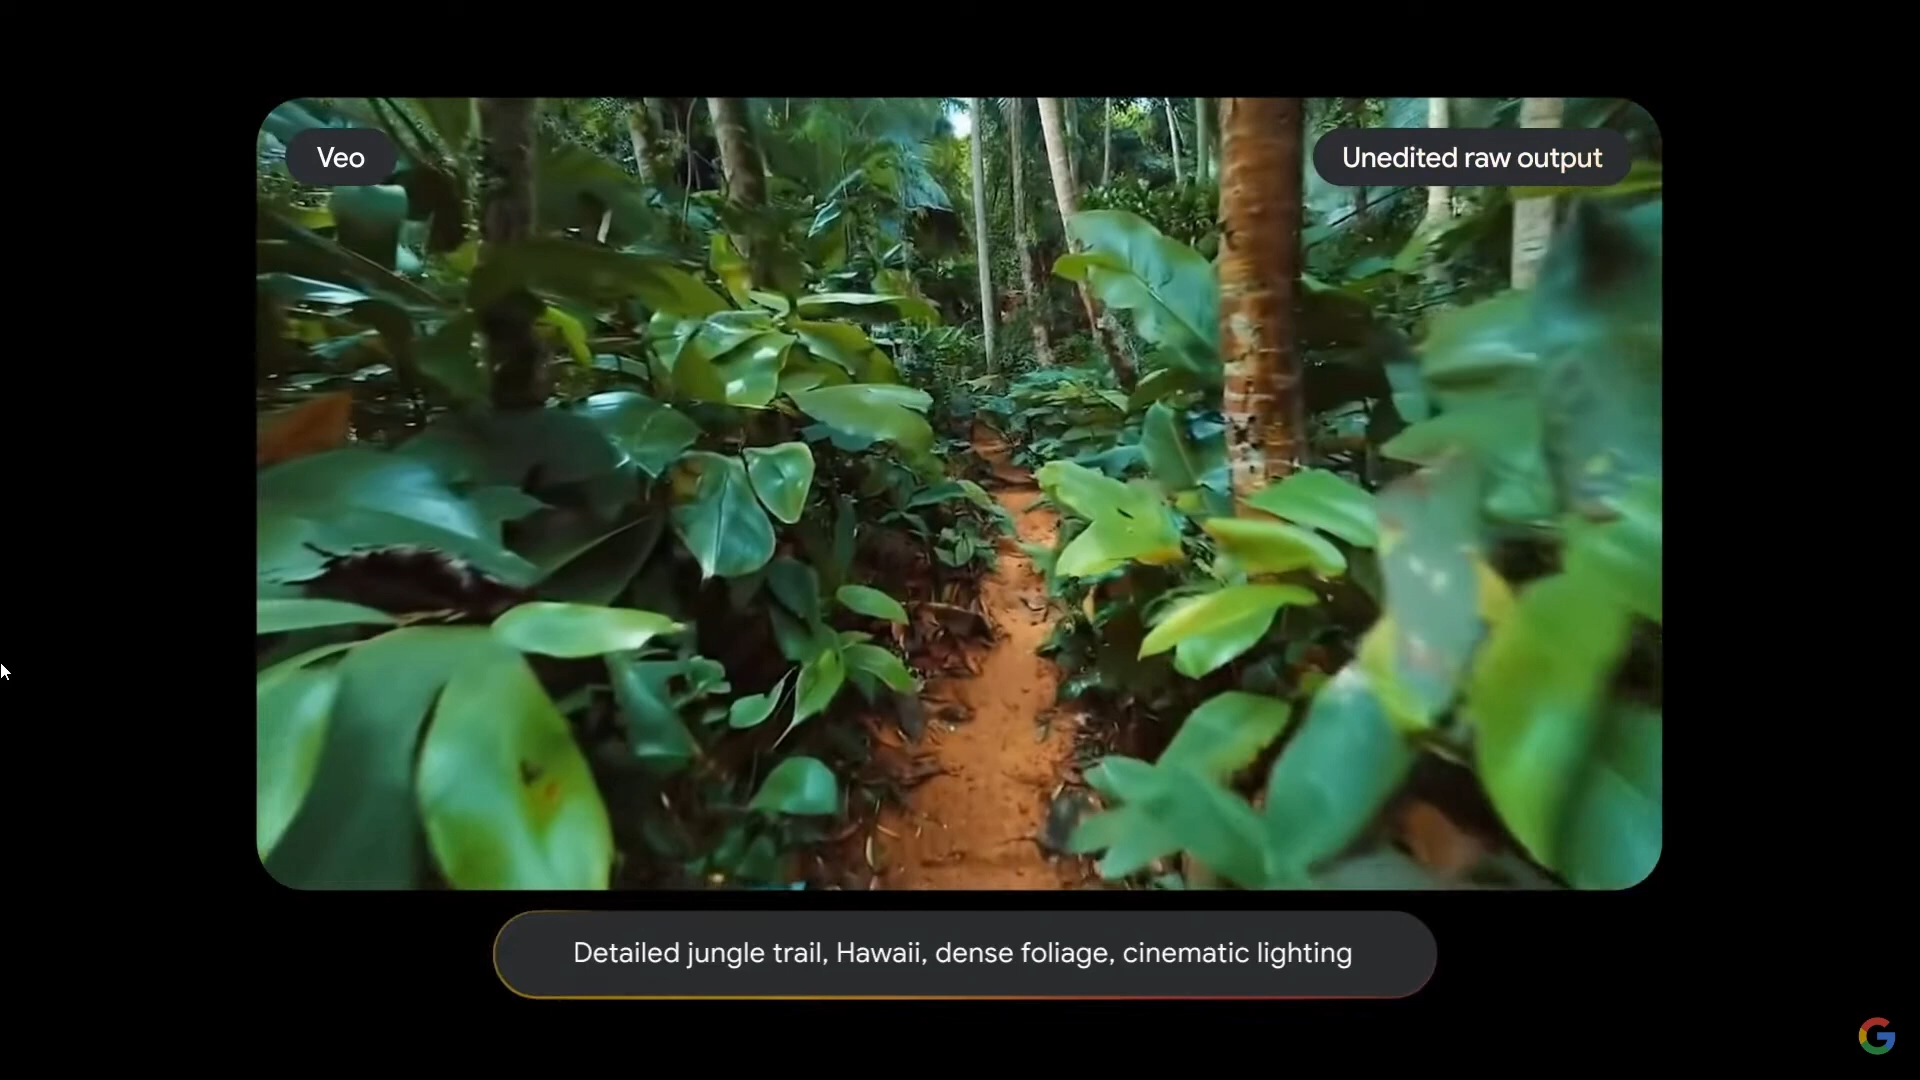 Veo
Unedited raw output
Detailed jungle trail, Hawaii, dense foliage, cinematic lighting